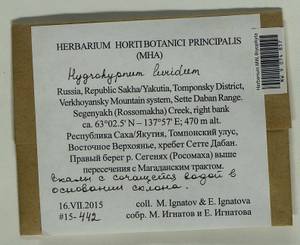 HERBARIUM HORTI BOTANICI PRINCIPALIS
(MHA)
Hygrohypnum luridum
Russia, Republic Sakha/Yakutia, Tomponsky District,
Verkhoyansky Mountain system, Sette Daban Range.
Segenyakh (Rossomakha) Creek, right bank
ca. 63°02.5' N – 137°57' E; 470 m alt.
Республика Саха/Якутия, Томпонский улус,
Восточное Верхоянье, хребет Сетте Дабан.
Правый берег р. Сегенях (Росомаха) выше
пересечения с Магаданским трактом.
скалы с сочащейся водой в
основании склона.
16.VII.2015
#15-442
coll. M. Ignatov & E. Ignatova
собр. М. Игнатов и Е. Игнатова